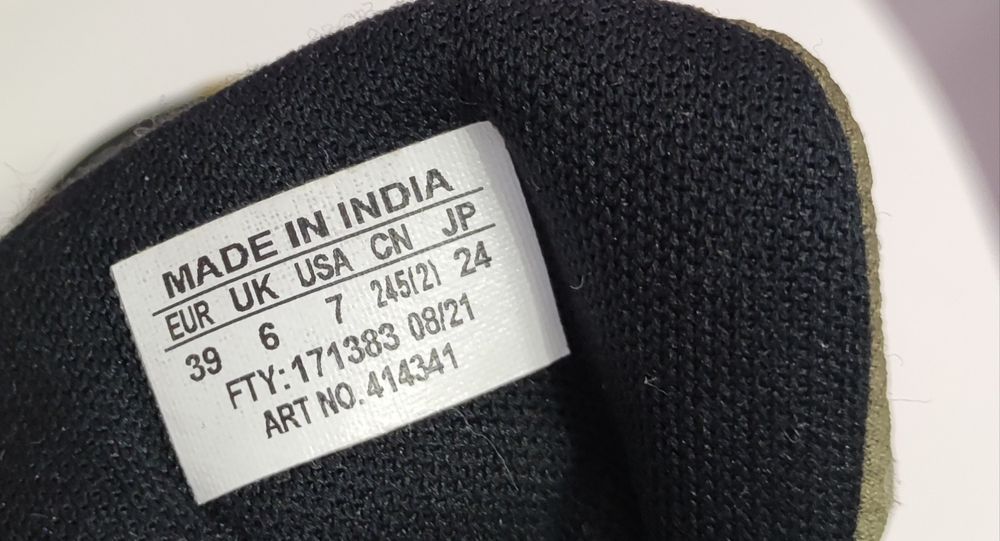 MADE IN INDIA
EUR UK USA CN JP
39 6 7 245(2) 24
FTY:171383 08/21
ART NO.414341